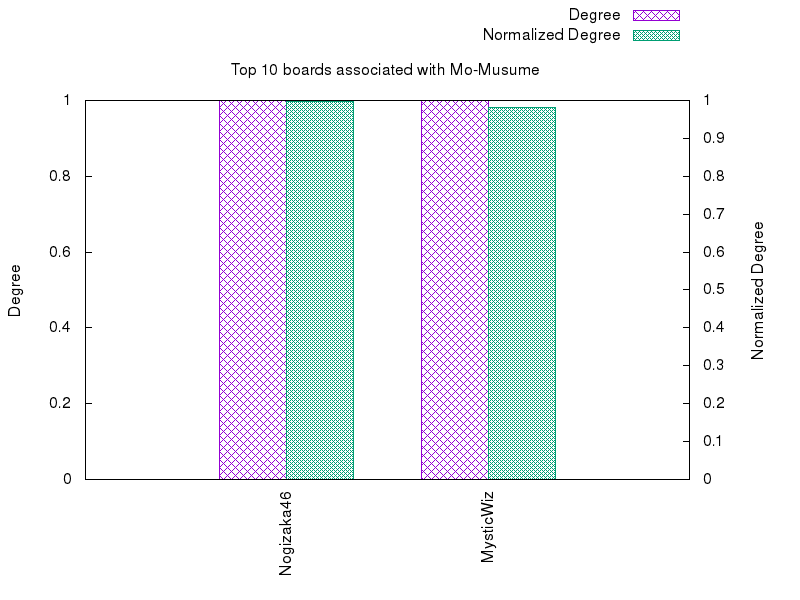 Degree
Normalized Degree
Top 10 boards associated with Mo-Musume
1
0.8
0.6
0.4
0.2
0
1
0.9
0.8
0.7
0.6
0.5
0.4
0.3
0.2
0.1
0
Degree
Normalized Degree
Nogizaka46
MysticWiz